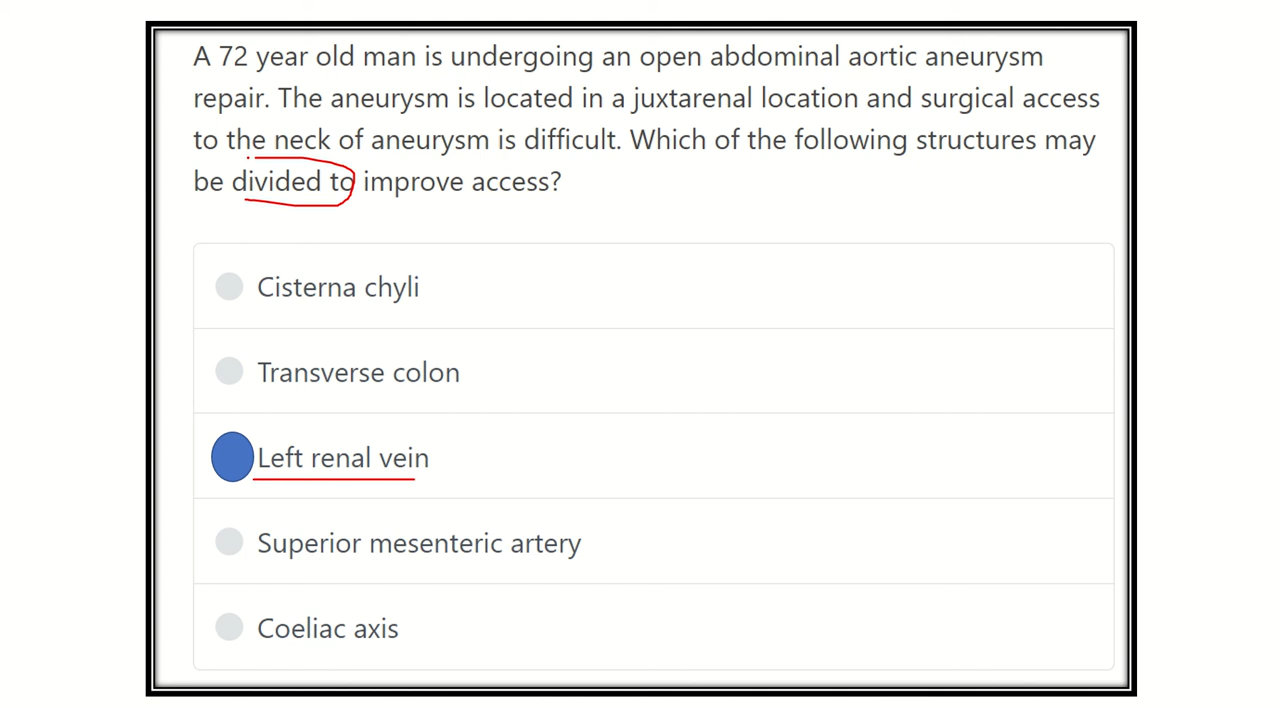 A 72 year old man is undergoing an open abdominal aortic aneurysm
repair. The aneurysm is located in a juxtarenal location and surgical access
to the neck of aneurysm is difficult. Which of the following structures may
be divided to improve access?
Cisterna chyli
Transverse colon
Left renal vein
Superior mesenteric artery
Coeliac axis